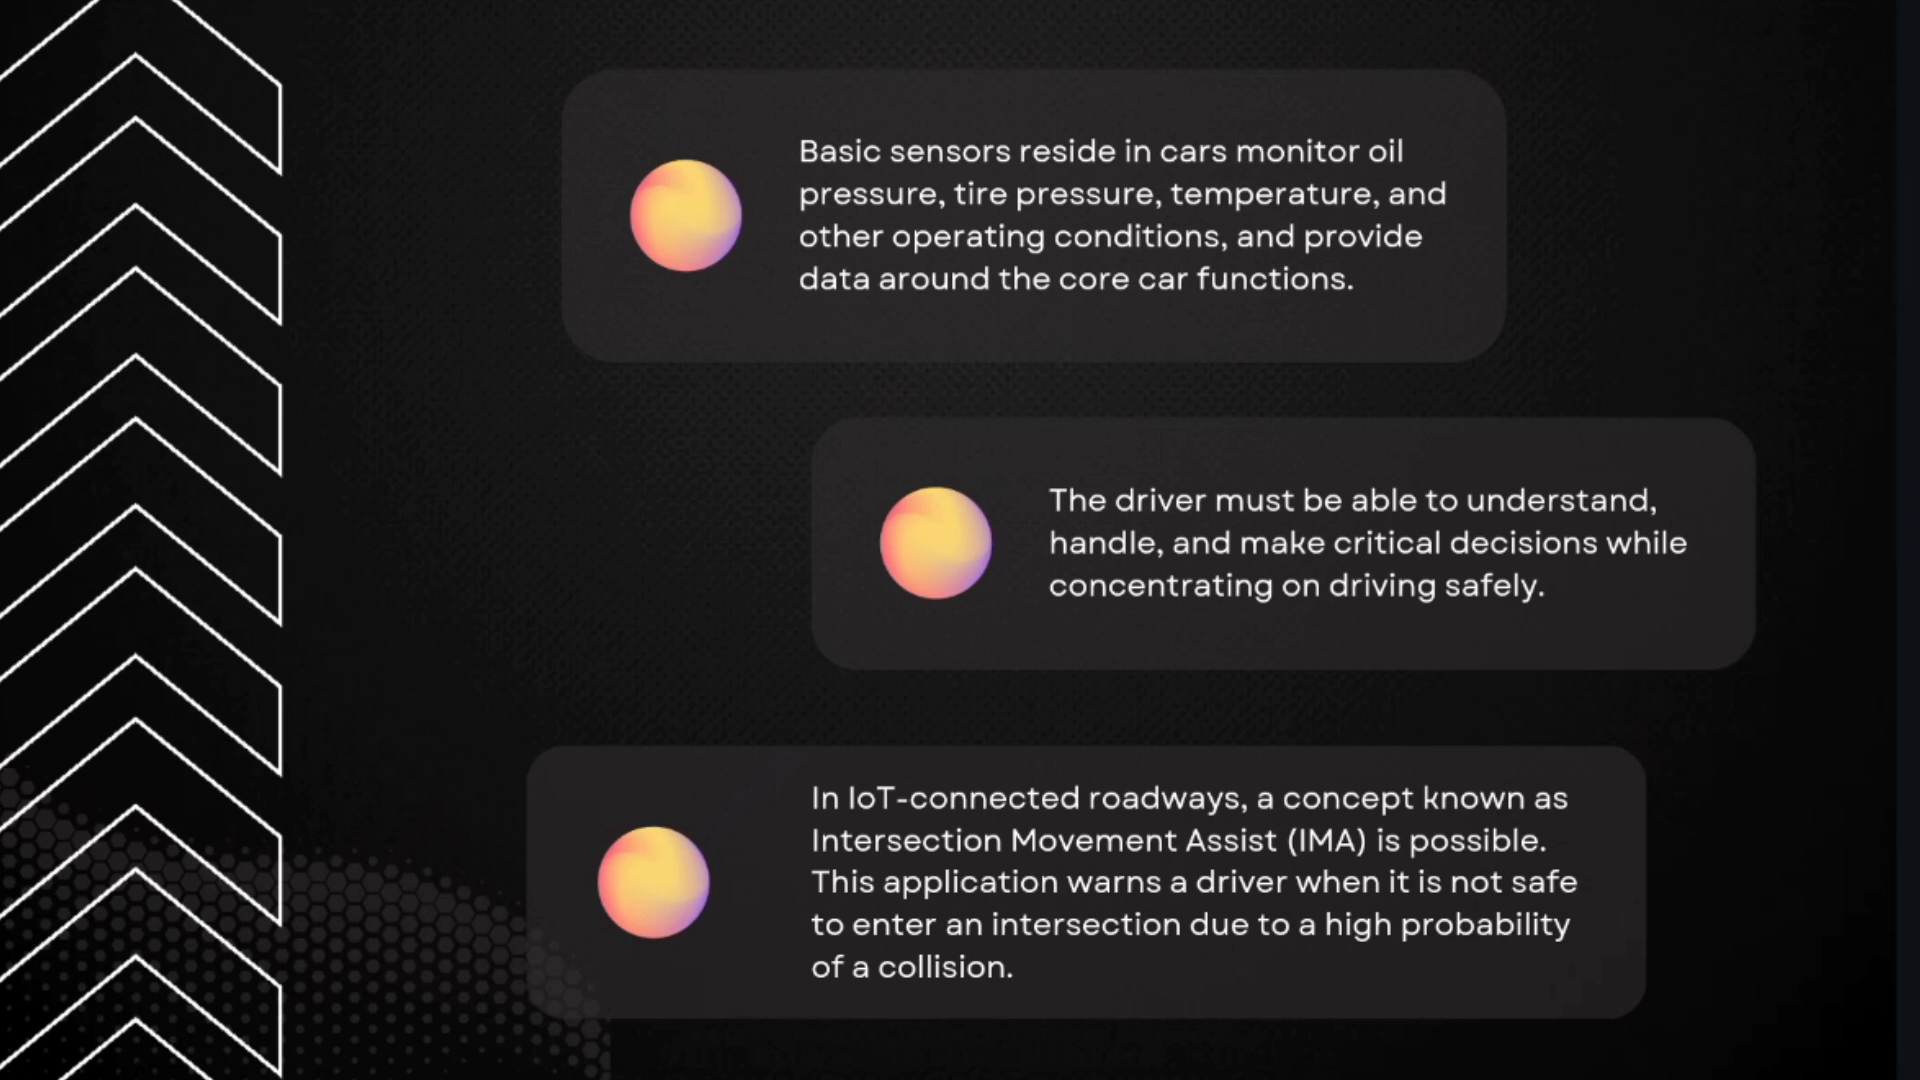 Basic sensors reside in cars monitor oil
pressure, tire pressure, temperature, and
other operating conditions, and provide
data around the core car functions.
The driver must be able to understand,
handle, and make critical decisions while
concentrating on driving safely.
In IoT-connected roadways, a concept known as
Intersection Movement Assist (IMA) is possible.
This application warns a driver when it is not safe
to enter an intersection due to a high probability
of a collision.